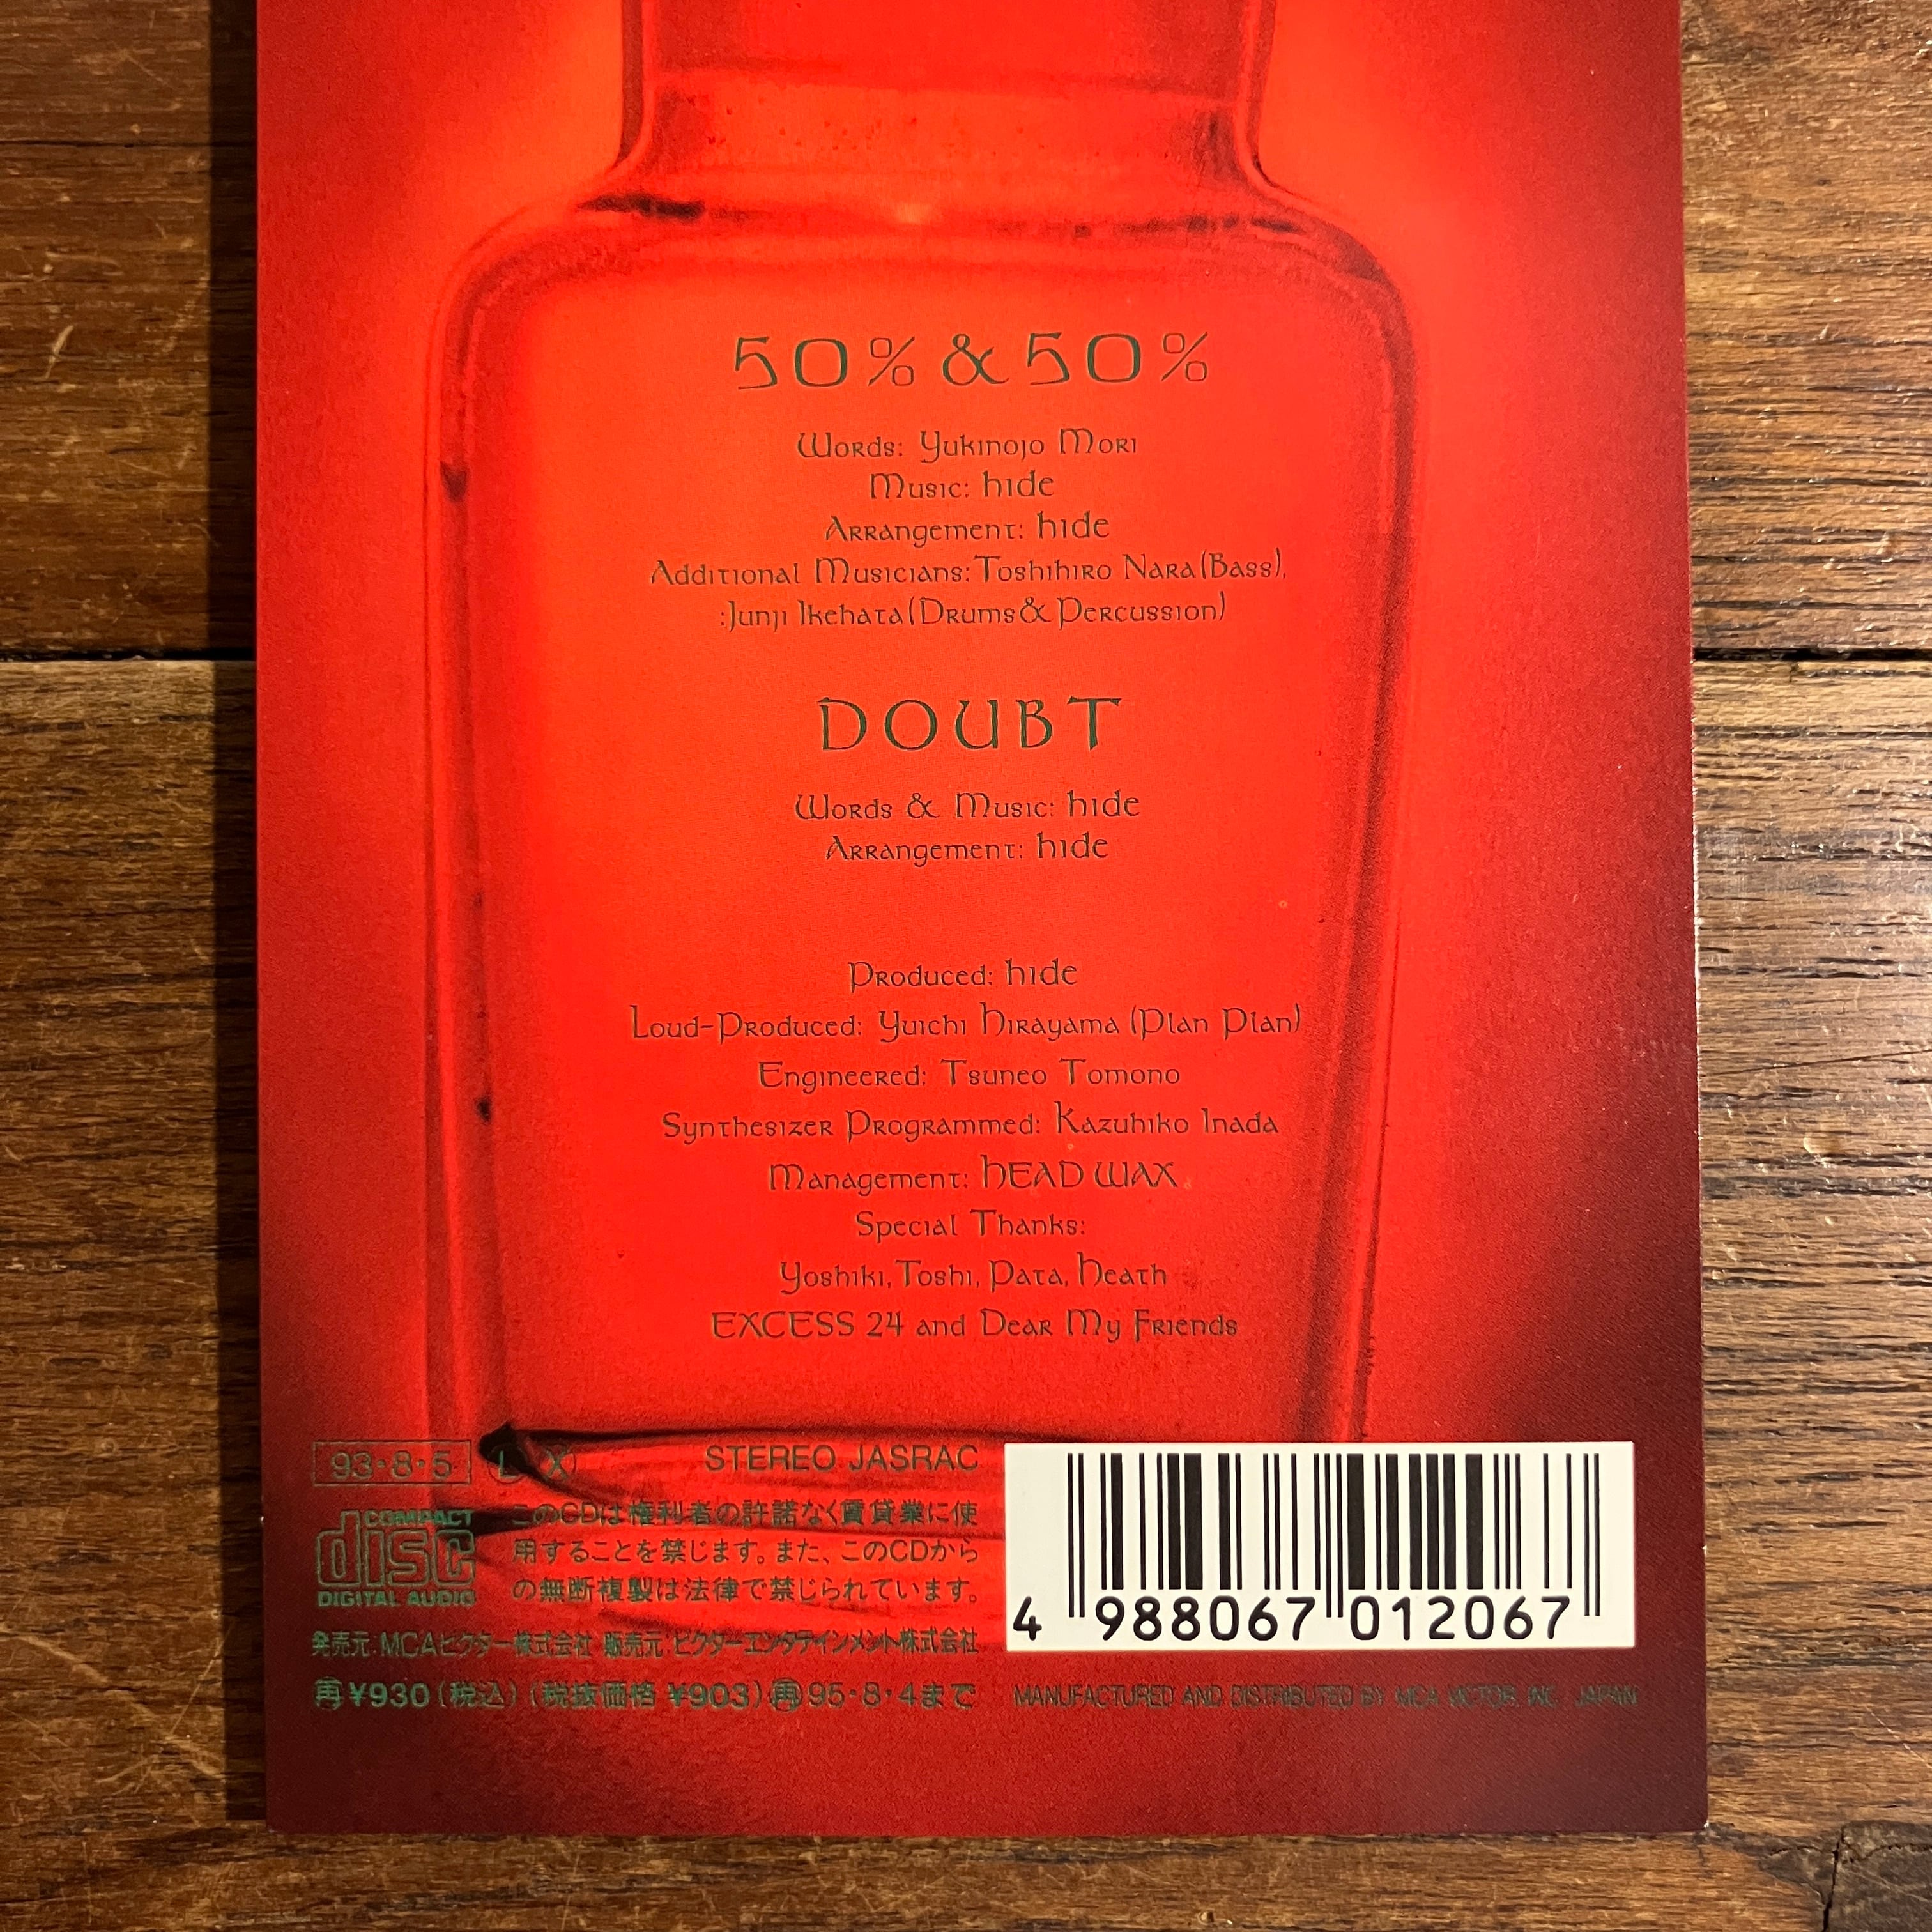 50%&50%
Words: Yukinojo Mori
Music: hide
Arrangement: hide
Additional Musicians: Toshihiro Nara (Bass),
:Junji Ikehata (Drums & Percussion)
DOUBT
Words & Music: hide
Arrangement: hide
Produced: hide
Loud-Produced: Yuichi Hirayama (Plan Plan)
Engineered: Tsuneo Tomono
Synthesizer Programmed: Kazuhiko Inada
Management: HEAD WAX
Special Thanks:
Yoshiki, Toshi, Pata, Heath
EXCESS 24 and Dear My Friends
93・8・5 L X STEREO JASRAC
COMPACT disc DIGITAL AUDIO
このCDは権利者の許諾なく賃貸業に使
用することを禁じます。また、このCDから
の無断複製は法律で禁じられています。
発売元:MCAビクター株式会社 販売元:ビクターエンタテインメント株式会社
再¥930(税込)(税抜価格 ¥903)再95・8・4まで
4 988067 012067
MANUFACTURED AND DISTRIBUTED BY MCA VICTOR, INC. JAPAN